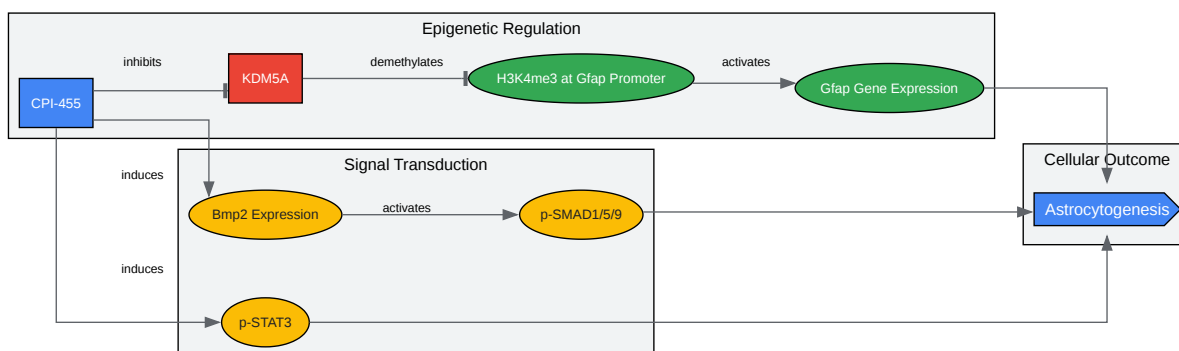 Epigenetic Regulation
inhibits
KDM5A
demethylates
H3K4me3 at Gfap Promoter
activates
Gfap Gene Expression
CPI-455
Signal Transduction
Cellular Outcome
induces
Bmp2 Expression
activates
p-SMAD1/5/9
Astrocytogenesis
induces
p-STAT3